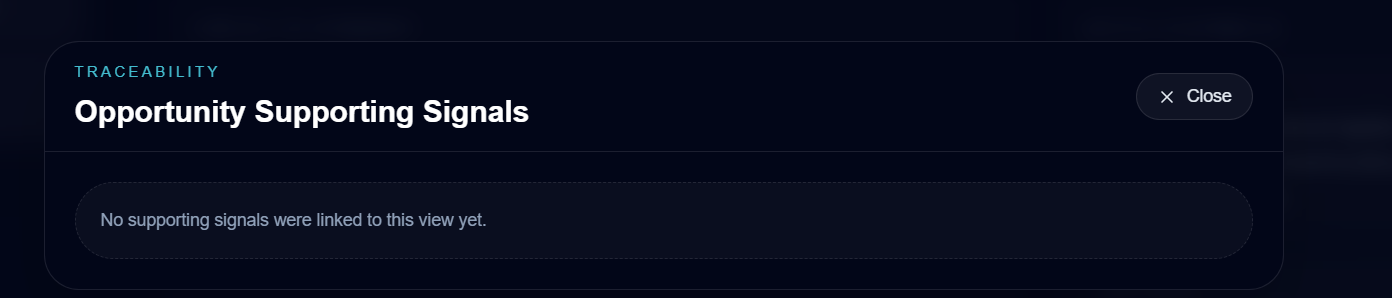 TRACEABILITY
Opportunity Supporting Signals
Close
No supporting signals were linked to this view yet.